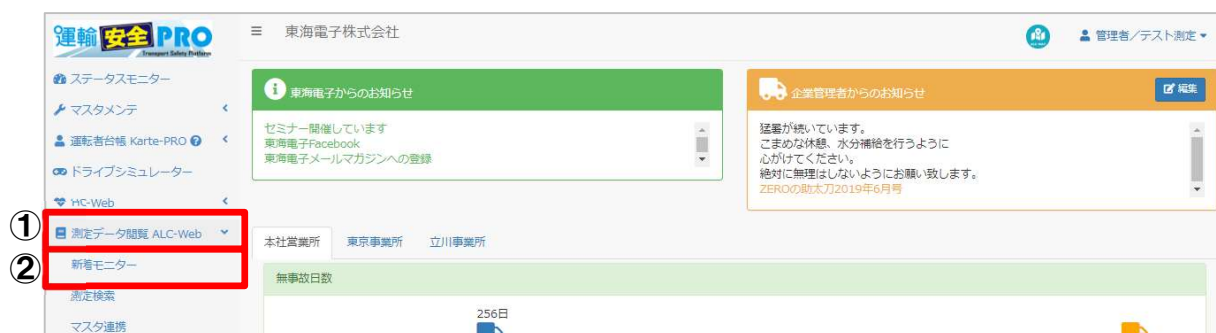 運輸安全PRO
Transport Safety Platform
東海電子株式会社
管理者／テスト測定
ステータスモニター
マスタメンテ
運転者台帳 Karte-PRO
ドライブシミュレーター
HC-Web
①
測定データ閲覧 ALC-Web
②
新着モニター
測定検索
マスタ連携
東海電子からのお知らせ
セミナー開催しています
東海電子Facebook
東海電子メールマガジンへの登録
企業管理者からのお知らせ
編集
猛暑が続いています。
こまめな休憩、水分補給を行うように
心がけてください。
絶対に無理はしないようにお願い致します。
ZEROの助太刀2019年6月号
本社営業所 東京事業所 立川事業所
無事故日数
256日